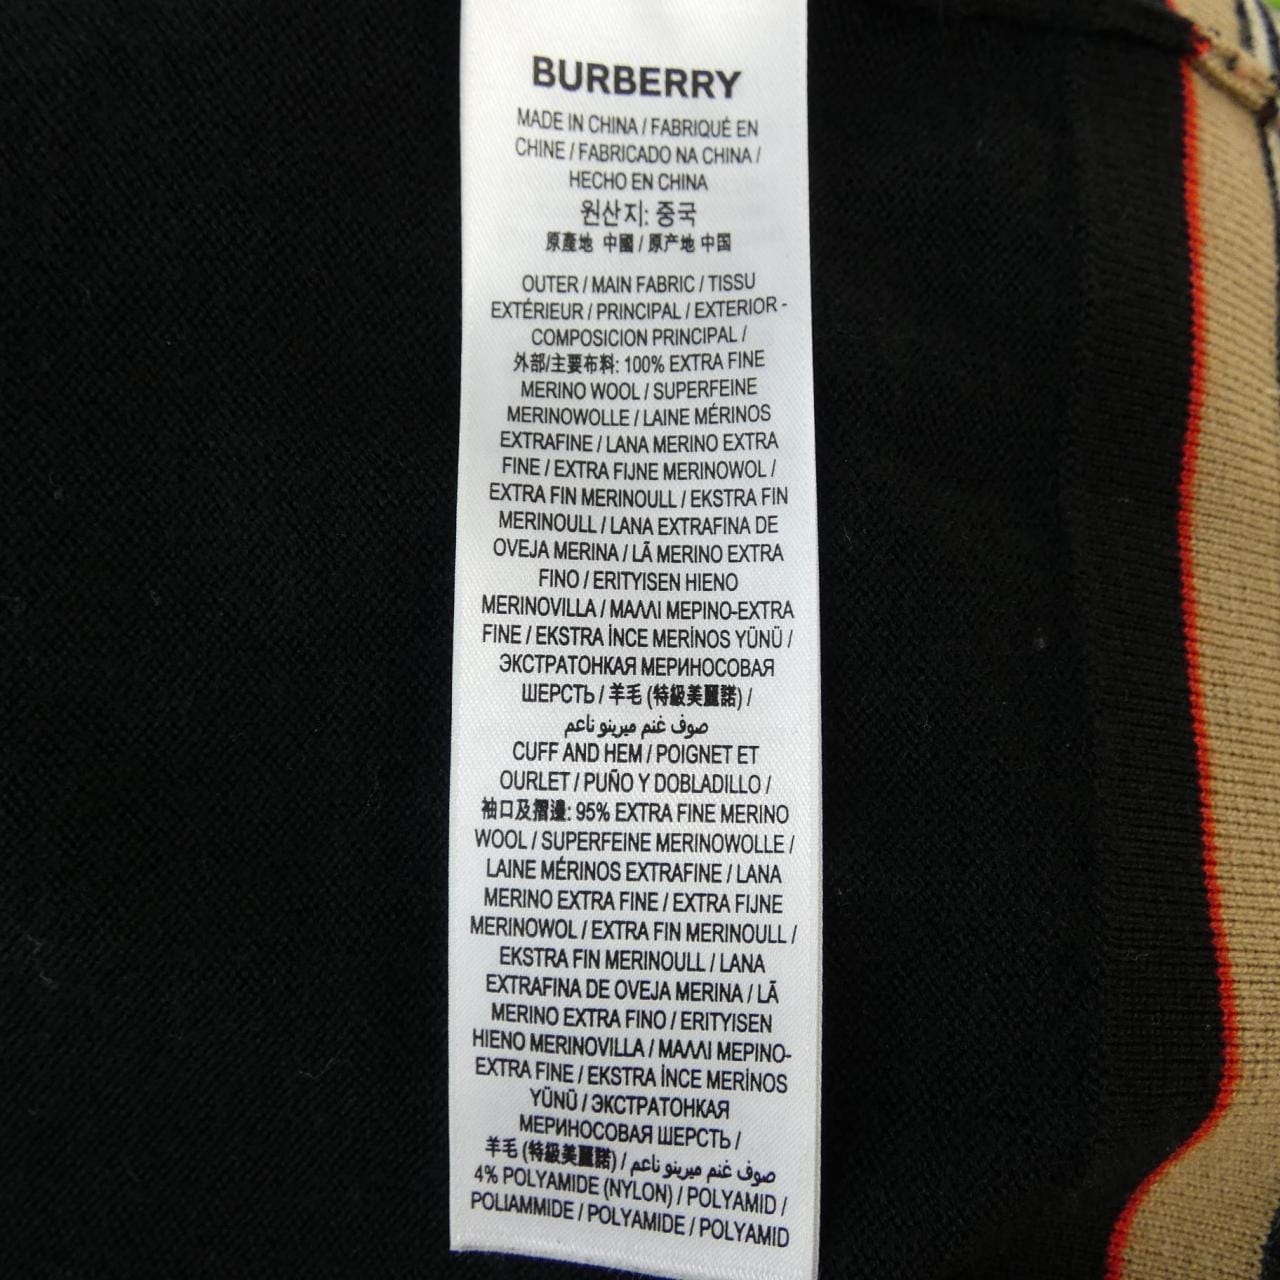 BURBERRY
MADE IN CHINA / FABRIQUÉ EN
CHINE / FABRICADO NA CHINA /
HECHO EN CHINA
원산지: 중국
原產地 中國 / 原产地 中国
OUTER / MAIN FABRIC / TISSU
EXTÉRIEUR / PRINCIPAL / EXTERIOR -
COMPOSICION PRINCIPAL /
外部/主要布料: 100% EXTRA FINE
MERINO WOOL / SUPERFEINE
MERINOWOLLE / LAINE MÉRINOS
EXTRAFINE / LANA MERINO EXTRA
FINE / EXTRA FIJNE MERINOWOL /
EXTRA FIN MERINOULL / EKSTRA FIN
MERINOULL / LANA EXTRAFINA DE
OVEJA MERINA / LÃ MERINO EXTRA
FINO / ERITYISEN HIENO
MERINOVILLA / ΜΑΛΛΙ ΜΕΡΙΝΟ-EXTRA
FINE / EKSTRA İNCE MERİNOS YÜNÜ /
ЭКСТРАТОНКАЯ МЕРИНОСОВАЯ
ШЕРСТЬ / 羊毛 (特級美麗諾) /
صوف غنم ميرينو ناعم
CUFF AND HEM / POIGNET ET
OURLET / PUÑO Y DOBLADILLO /
袖口及摺邊: 95% EXTRA FINE MERINO
WOOL / SUPERFEINE MERINOWOLLE /
LAINE MÉRINOS EXTRAFINE / LANA
MERINO EXTRA FINE / EXTRA FIJNE
MERINOWOL / EXTRA FIN MERINOULL /
EKSTRA FIN MERINOULL / LANA
EXTRAFINA DE OVEJA MERINA / LÃ
MERINO EXTRA FINO / ERITYISEN
HIENO MERINOVILLA / ΜΑΛΛΙ ΜΕΡΙΝΟ-
EXTRA FINE / EKSTRA İNCE MERİNOS
YÜNÜ / ЭКСТРАТОНКАЯ
МЕРИНОСОВАЯ ШЕРСТЬ /
羊毛 (特級美麗諾) / صوف غنم ميرينو ناعم
4% POLYAMIDE (NYLON) / POLYAMID /
POLIAMMIDE / POLYAMIDE / POLYAMID